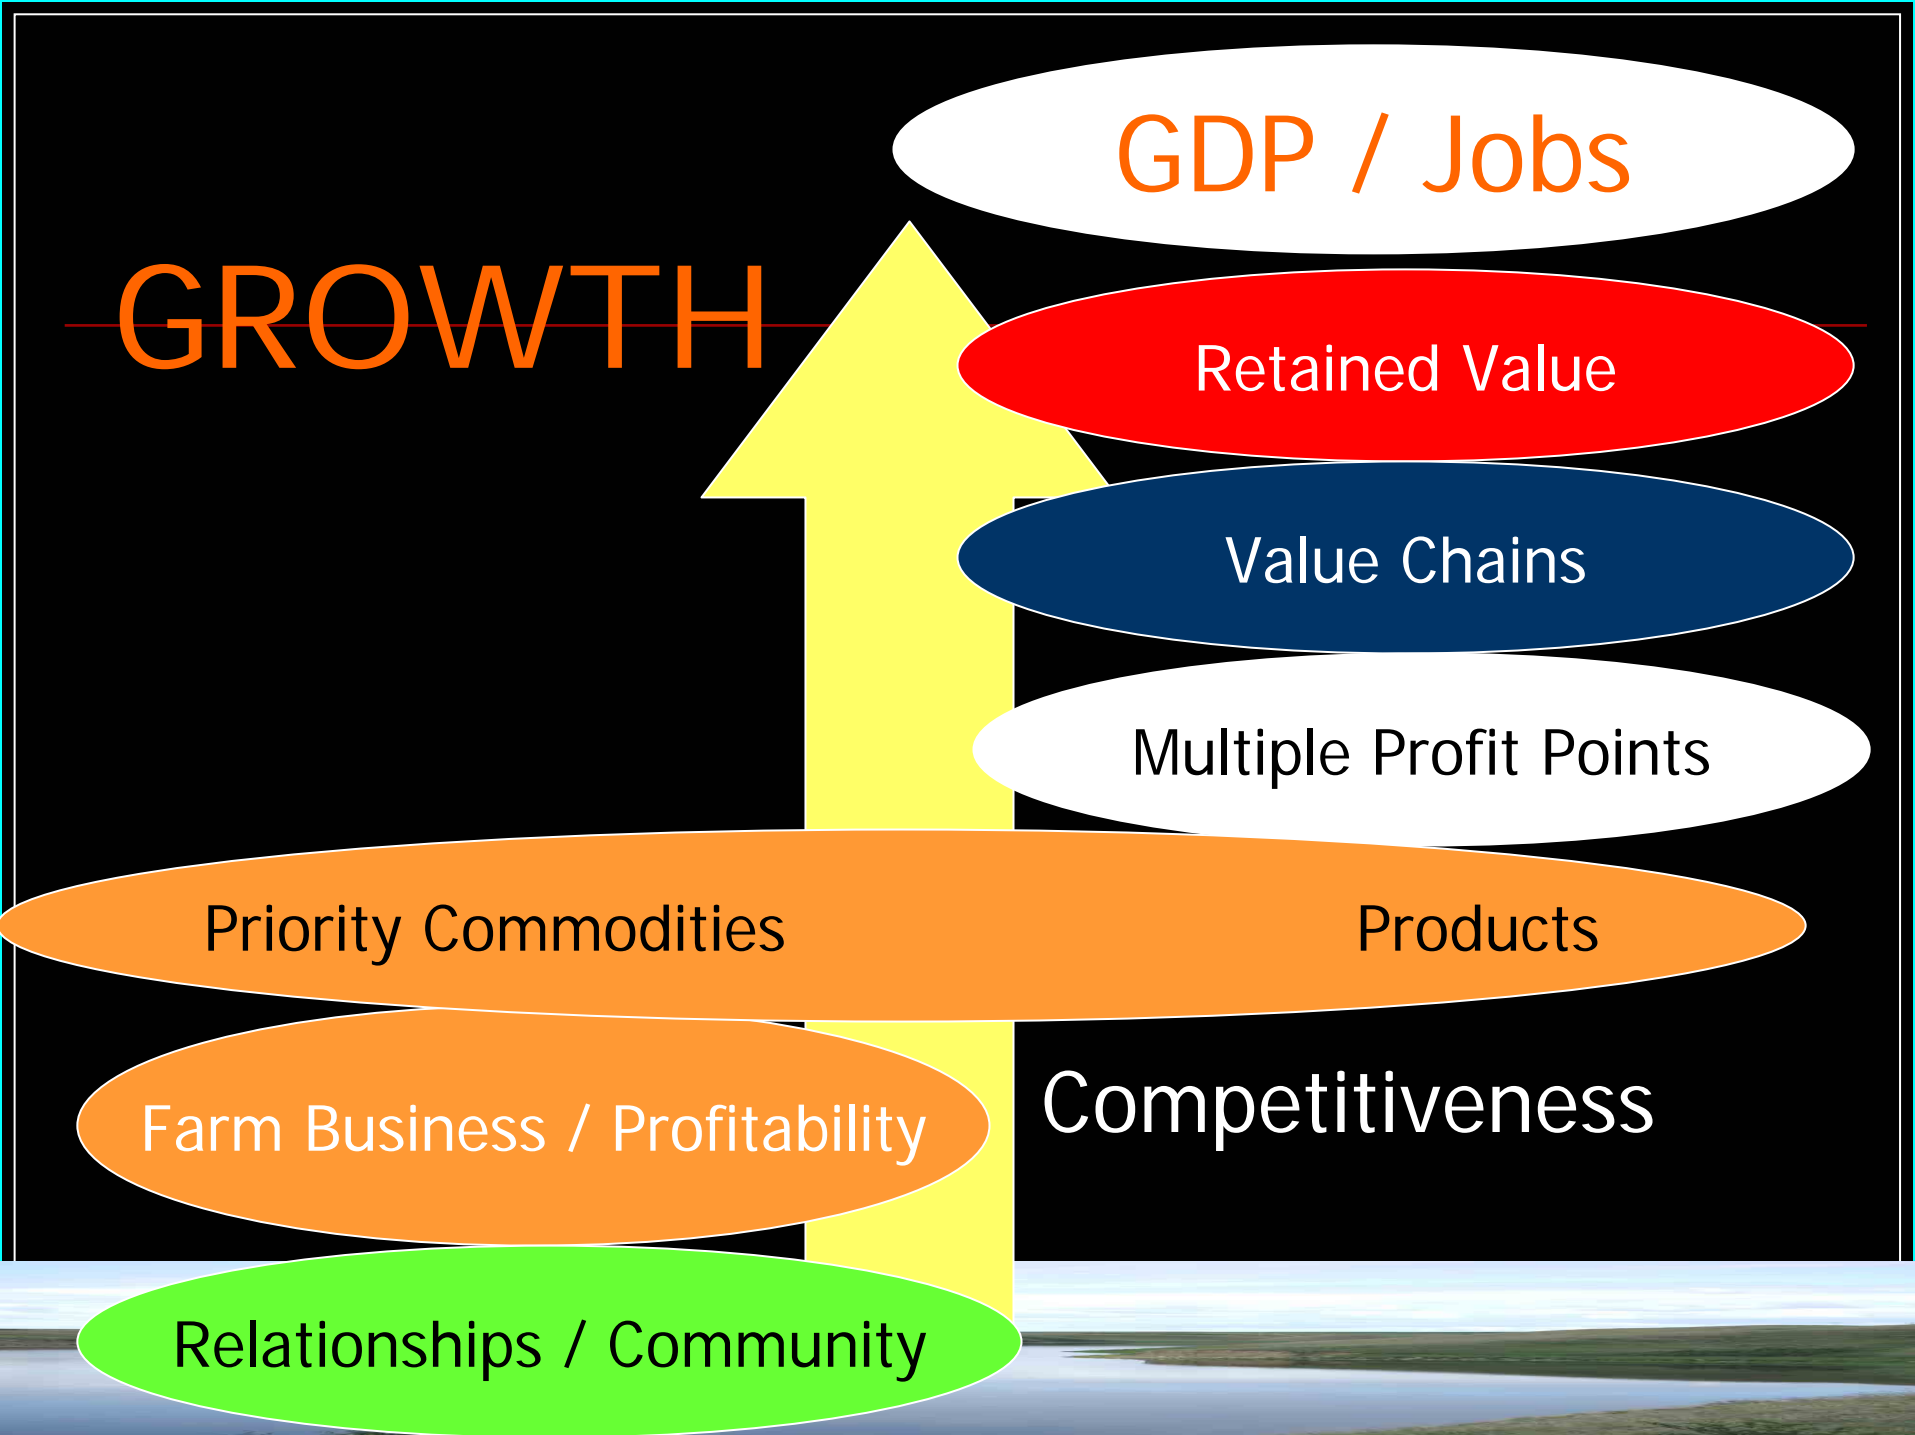 GDP / Jobs
GROWTH
Retained Value
Value Chains
Multiple Profit Points
Priority Commodities Products
Farm Business / Profitability
Competitiveness
Relationships / Community